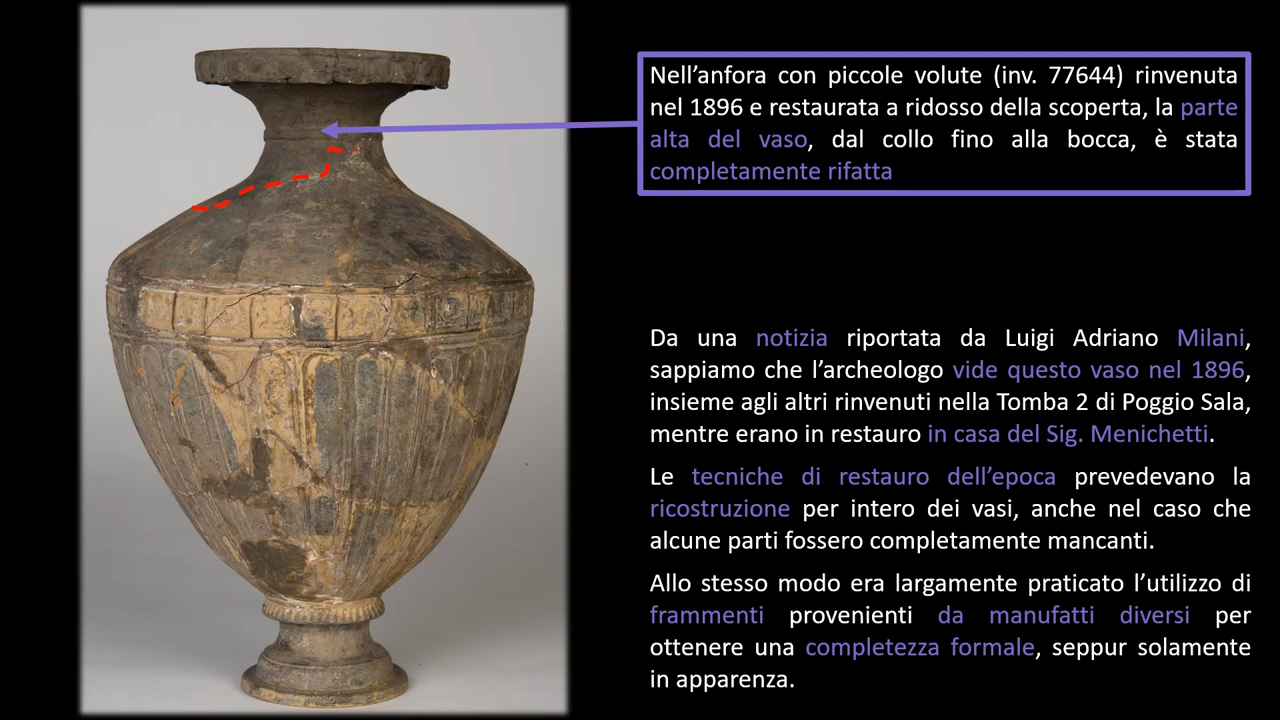 Nell’anfora con piccole volute (inv. 77644) rinvenuta
nel 1896 e restaurata a ridosso della scoperta, la parte
alta del vaso, dal collo fino alla bocca, è stata
completamente rifatta
Da una notizia riportata da Luigi Adriano Milani,
sappiamo che l’archeologo vide questo vaso nel 1896,
insieme agli altri rinvenuti nella Tomba 2 di Poggio Sala,
mentre erano in restauro in casa del Sig. Menichetti.
Le tecniche di restauro dell’epoca prevedevano la
ricostruzione per intero dei vasi, anche nel caso che
alcune parti fossero completamente mancanti.
Allo stesso modo era largamente praticato l’utilizzo di
frammenti provenienti da manufatti diversi per
ottenere una completezza formale, seppur solamente
in apparenza.